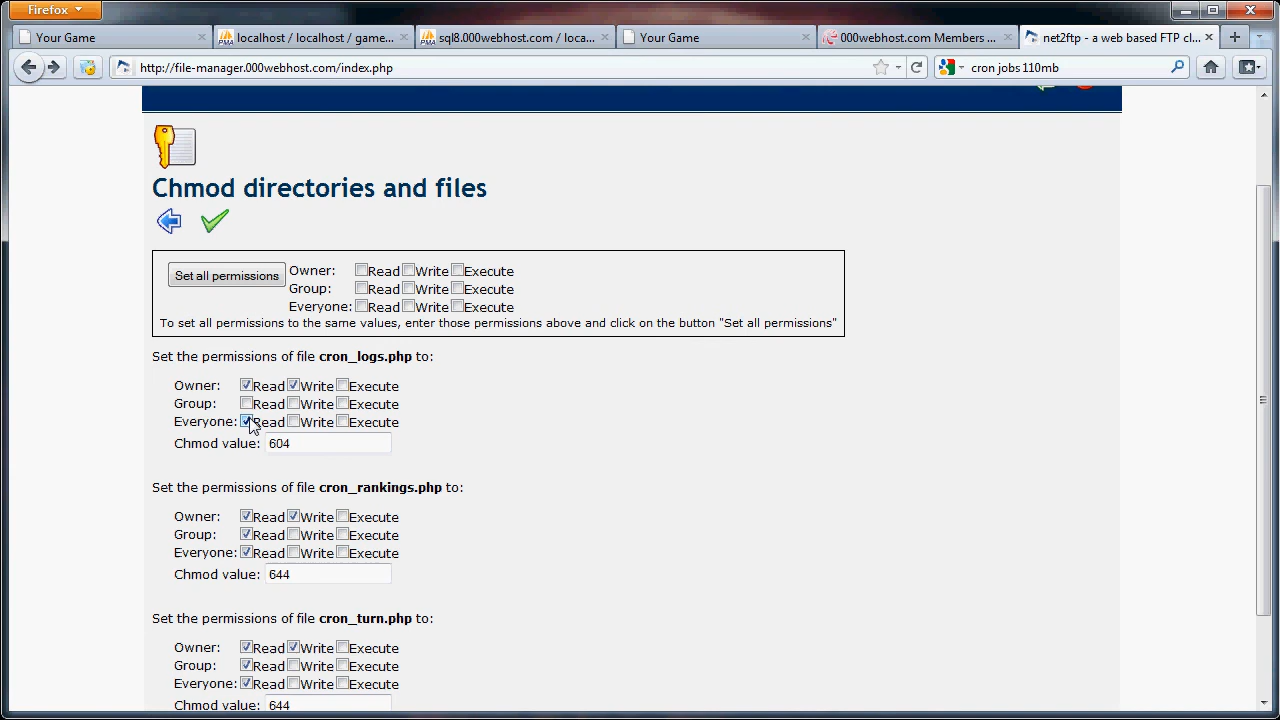 Firefox
Your Game
localhost / localhost / game...
sql8.000webhost.com / loca...
Your Game
000webhost.com Members ...
net2ftp - a web based FTP cl...
http://file-manager.000webhost.com/index.php
cron jobs 110mb
Chmod directories and files
Set all permissions
Owner: Read Write Execute
Group: Read Write Execute
Everyone: Read Write Execute
To set all permissions to the same values, enter those permissions above and click on the button "Set all permissions"
Set the permissions of file cron_logs.php to:
Owner: Read Write Execute
Group: Read Write Execute
Everyone: Read Write Execute
Chmod value: 604
Set the permissions of file cron_rankings.php to:
Owner: Read Write Execute
Group: Read Write Execute
Everyone: Read Write Execute
Chmod value: 644
Set the permissions of file cron_turn.php to:
Owner: Read Write Execute
Group: Read Write Execute
Everyone: Read Write Execute
Chmod value: 644